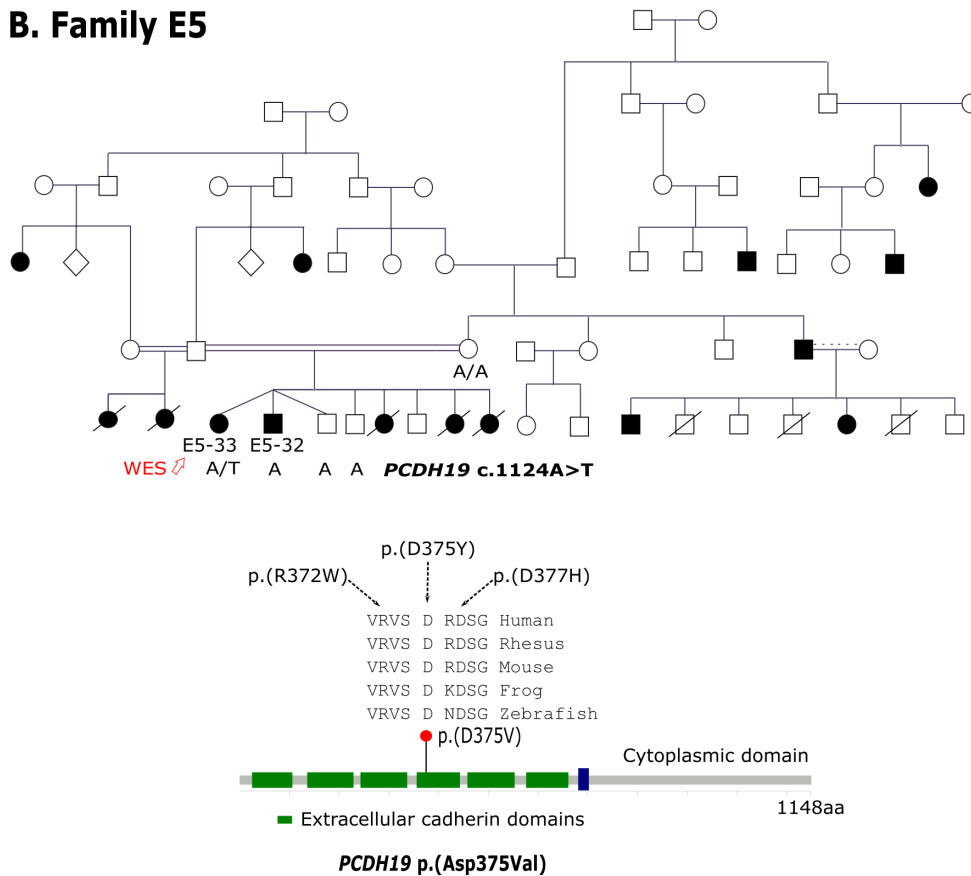 B. Family E5
A/A
E5-33 E5-32
WES A/T A A A PCDH19 c.1124A>T
p.(D375Y)
p.(R372W) p.(D377H)
VRVS D RDSG Human
VRVS D RDSG Rhesus
VRVS D RDSG Mouse
VRVS D KDSG Frog
VRVS D NDSG Zebrafish
p.(D375V)
Cytoplasmic domain
1148aa
Extracellular cadherin domains
PCDH19 p.(Asp375Val)